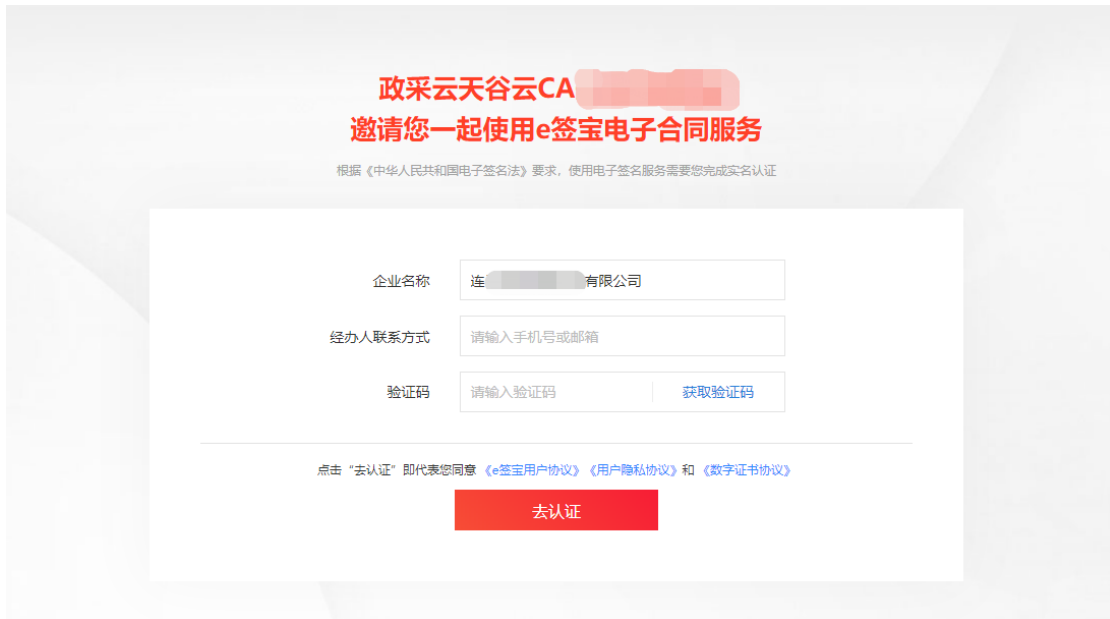 政采云天谷云CA
邀请您一起使用e签宝电子合同服务
根据《中华人民共和国电子签名法》要求，使用电子签名服务需要您完成实名认证
企业名称 连 有限公司
经办人联系方式 请输入手机号或邮箱
验证码 请输入验证码 获取验证码
点击“去认证”即代表您同意《e签宝用户协议》《用户隐私协议》和《数字证书协议》
去认证